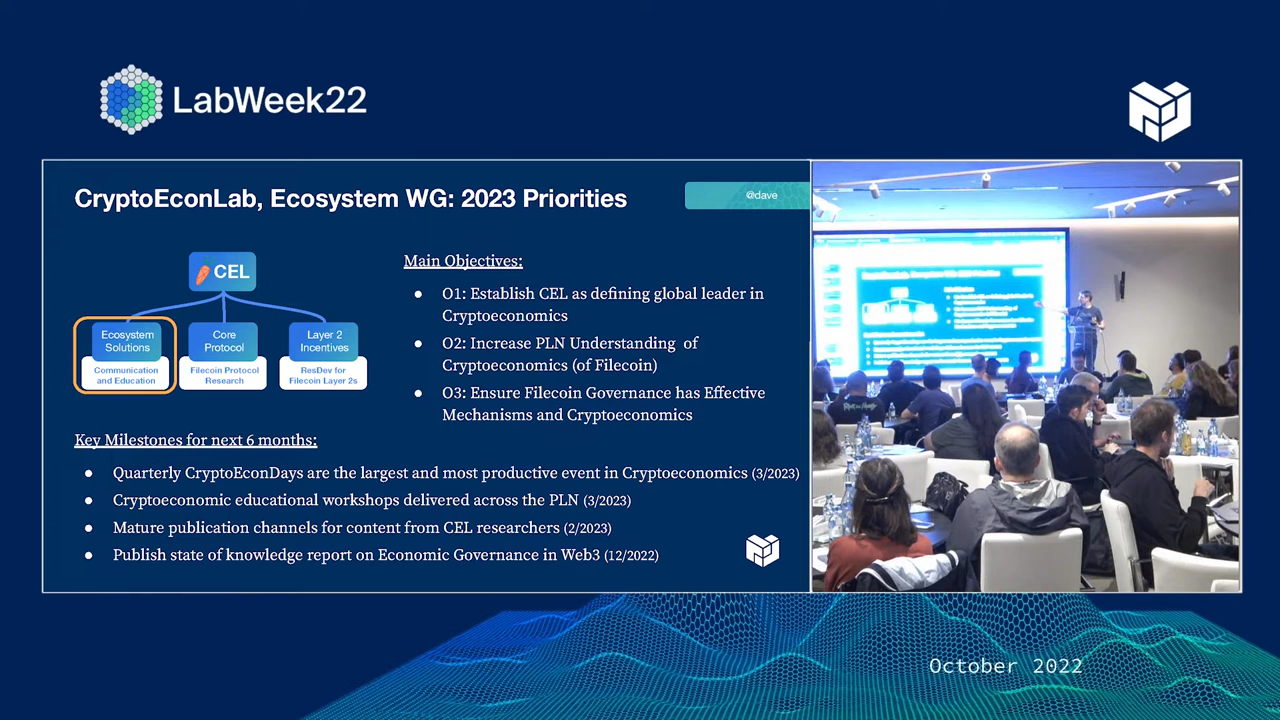 LabWeek22
CryptoEconLab, Ecosystem WG: 2023 Priorities
@dave
CEL
Ecosystem
Solutions
Communication
and Education
Core
Protocol
Filecoin Protocol
Research
Layer 2
Incentives
ResDev for
Filecoin Layer 2s
Main Objectives:
● O1: Establish CEL as defining global leader in
Cryptoeconomics
● O2: Increase PLN Understanding of
Cryptoeconomics (of Filecoin)
● O3: Ensure Filecoin Governance has Effective
Mechanisms and Cryptoeconomics
Key Milestones for next 6 months:
● Quarterly CryptoEconDays are the largest and most productive event in Cryptoeconomics (3/2023)
● Cryptoeconomic educational workshops delivered across the PLN (3/2023)
● Mature publication channels for content from CEL researchers (2/2023)
● Publish state of knowledge report on Economic Governance in Web3 (12/2022)
October 2022